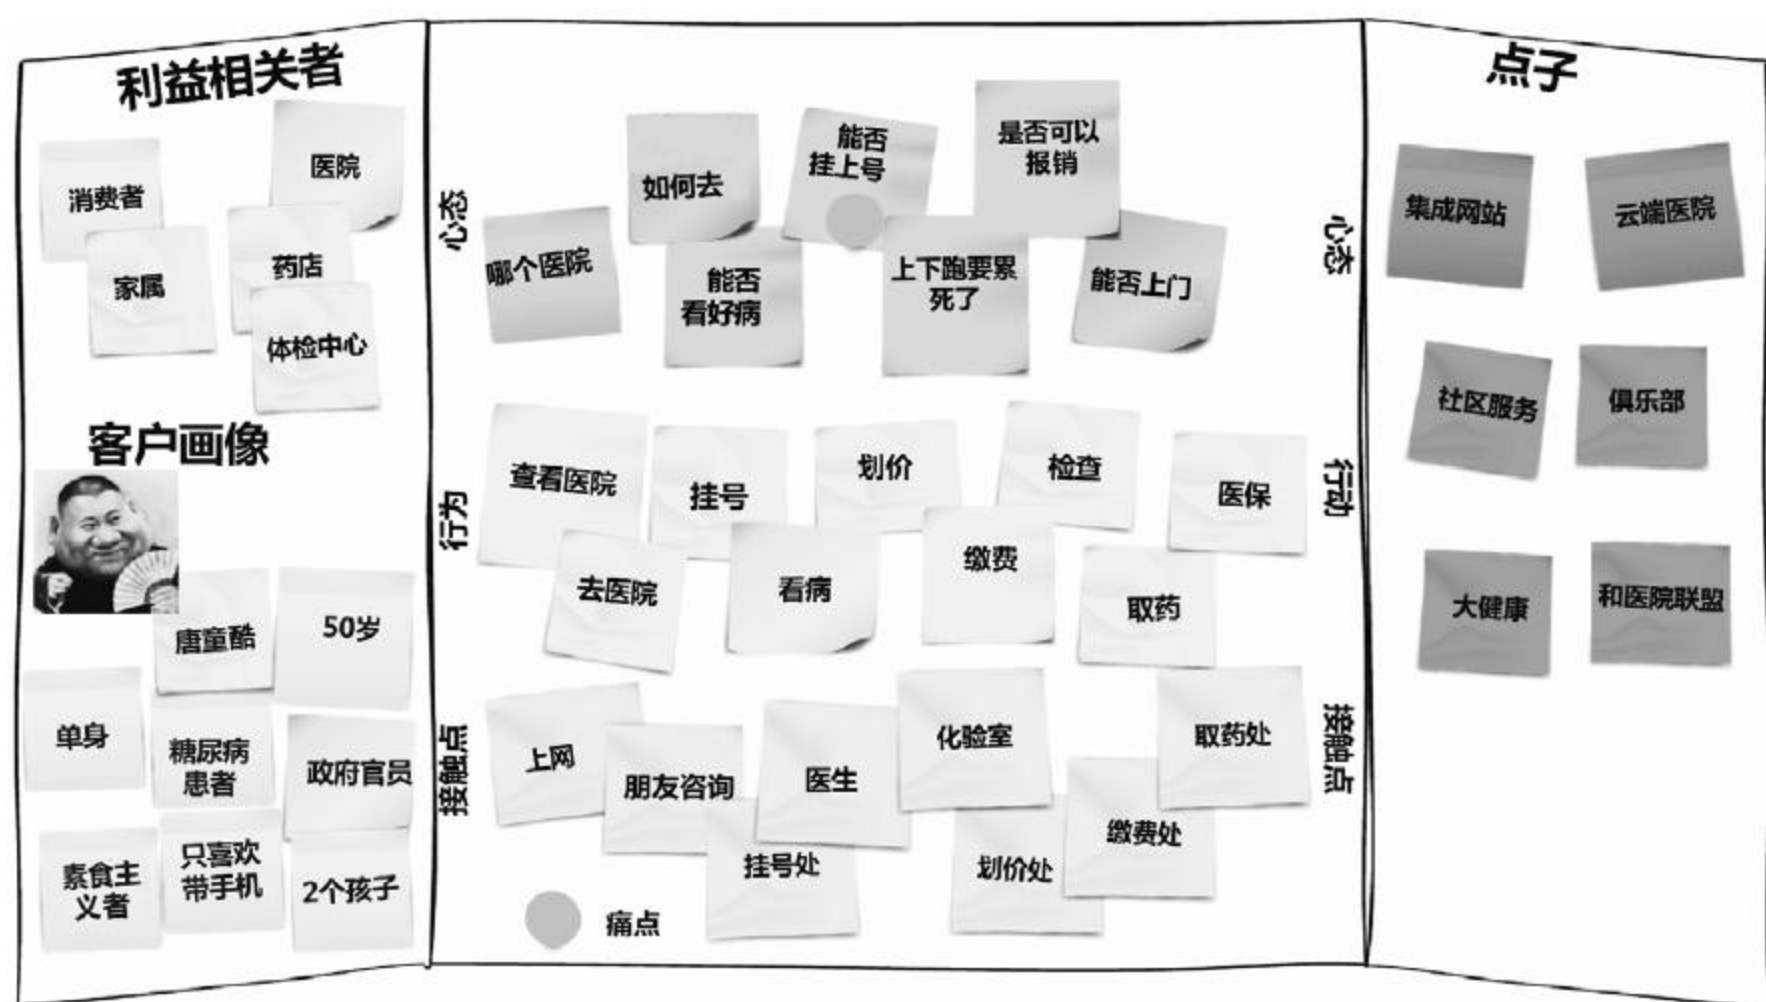 利益相关者
消费者
医院
家属
药店
体检中心
客户画像
唐童酷
50岁
单身
糖尿病
患者
政府官员
素食主
义者
只喜欢
带手机
2个孩子
心态
哪个医院
如何去
能否
看好病
能否
挂上号
上下跑要累
死了
是否可以
报销
能否上门
心态
行为
查看医院
去医院
挂号
看病
划价
缴费
检查
取药
医保
行动
接触点
上网
朋友咨询
挂号处
医生
化验室
划价处
缴费处
取药处
接触点
痛点
点子
集成网站
云端医院
社区服务
俱乐部
大健康
和医院联盟